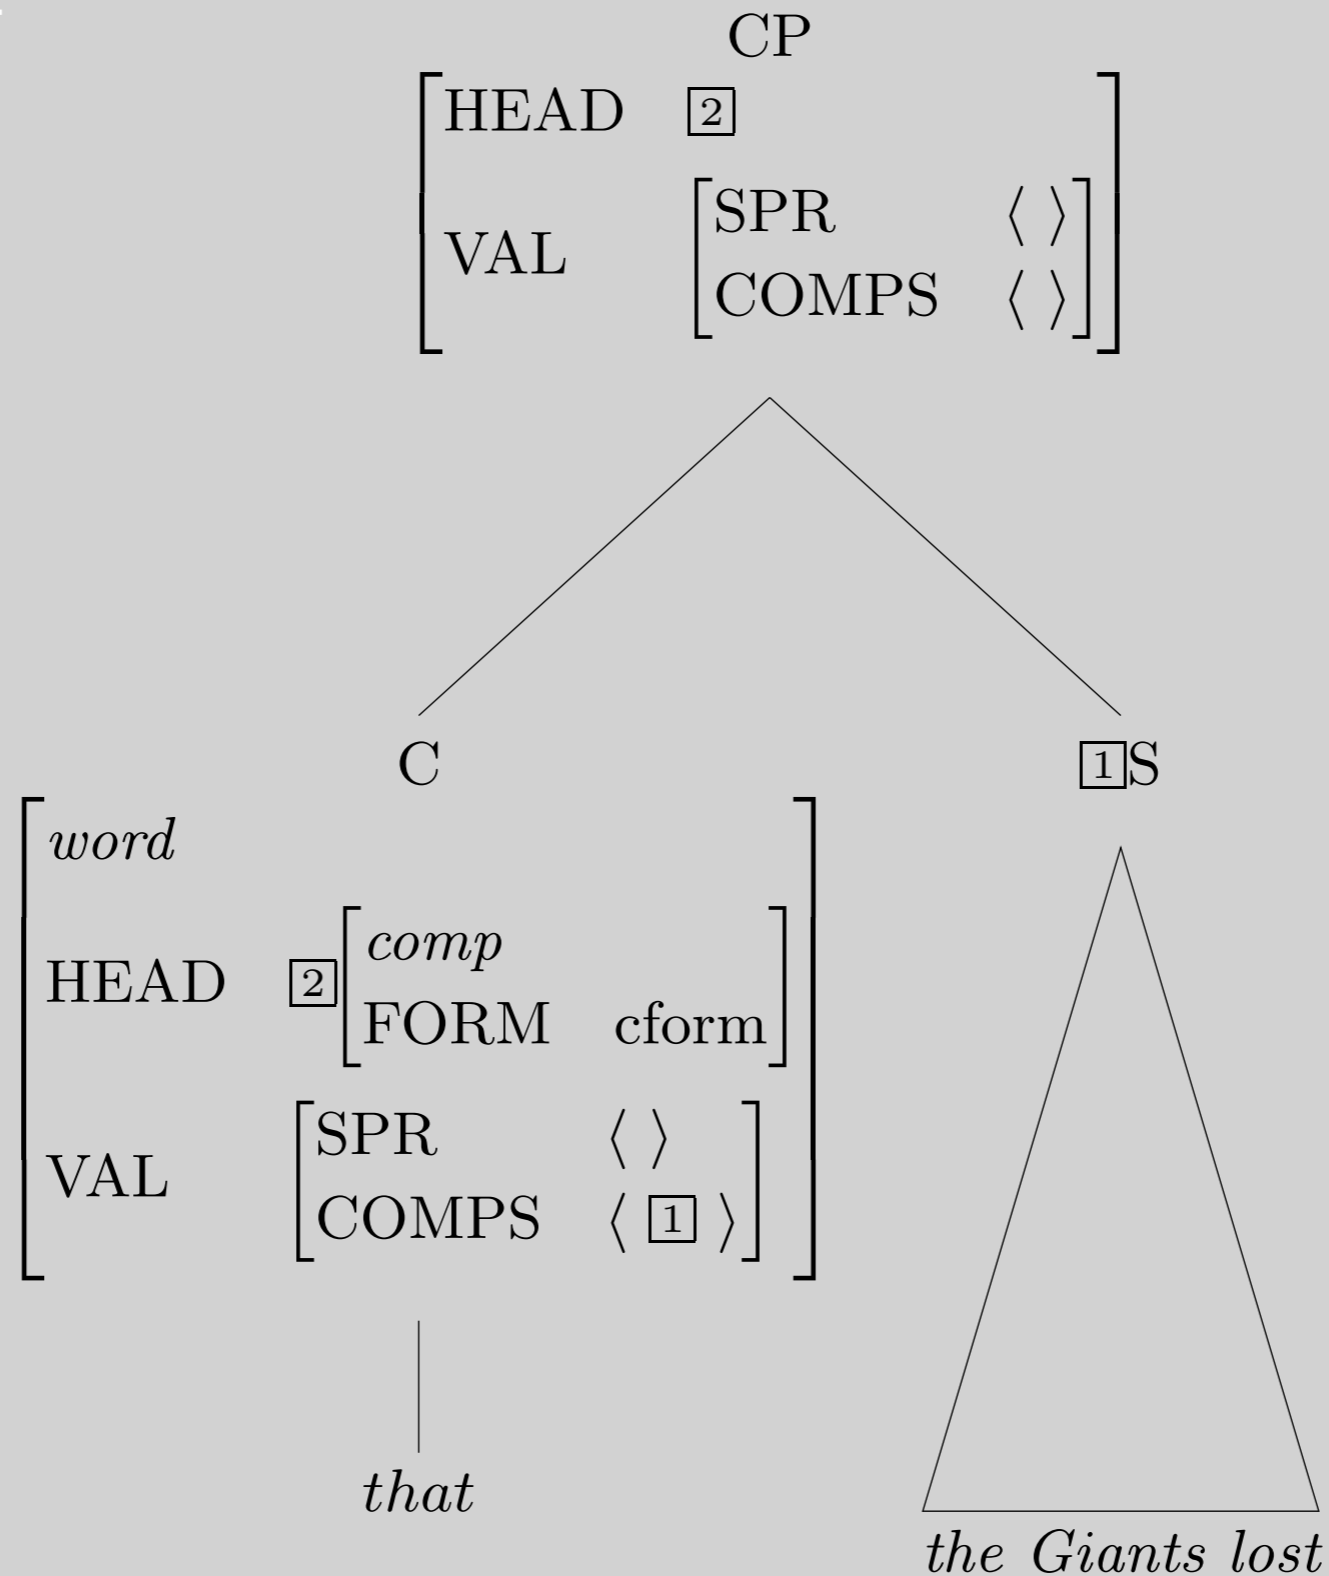 CP
HEAD 2
VAL
SPR ⟨ ⟩
COMPS ⟨ ⟩
C
1 S
word
HEAD 2
comp
FORM cform
VAL
SPR ⟨ ⟩
COMPS ⟨ 1 ⟩
that
the Giants lost